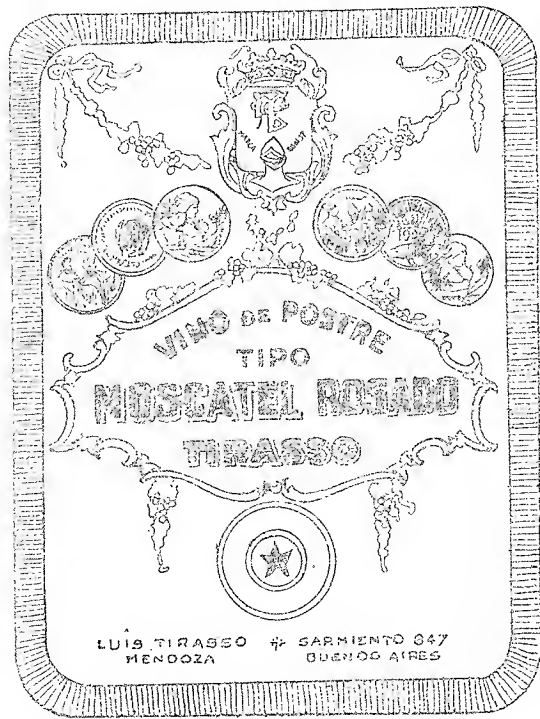 VINO DE POSTRE
TIPO
MOSCATEL ROSADO
TIRASSO
LUIS TIRASSO
MENDOZA
SARMIENTO 847
BUENOS AIRES